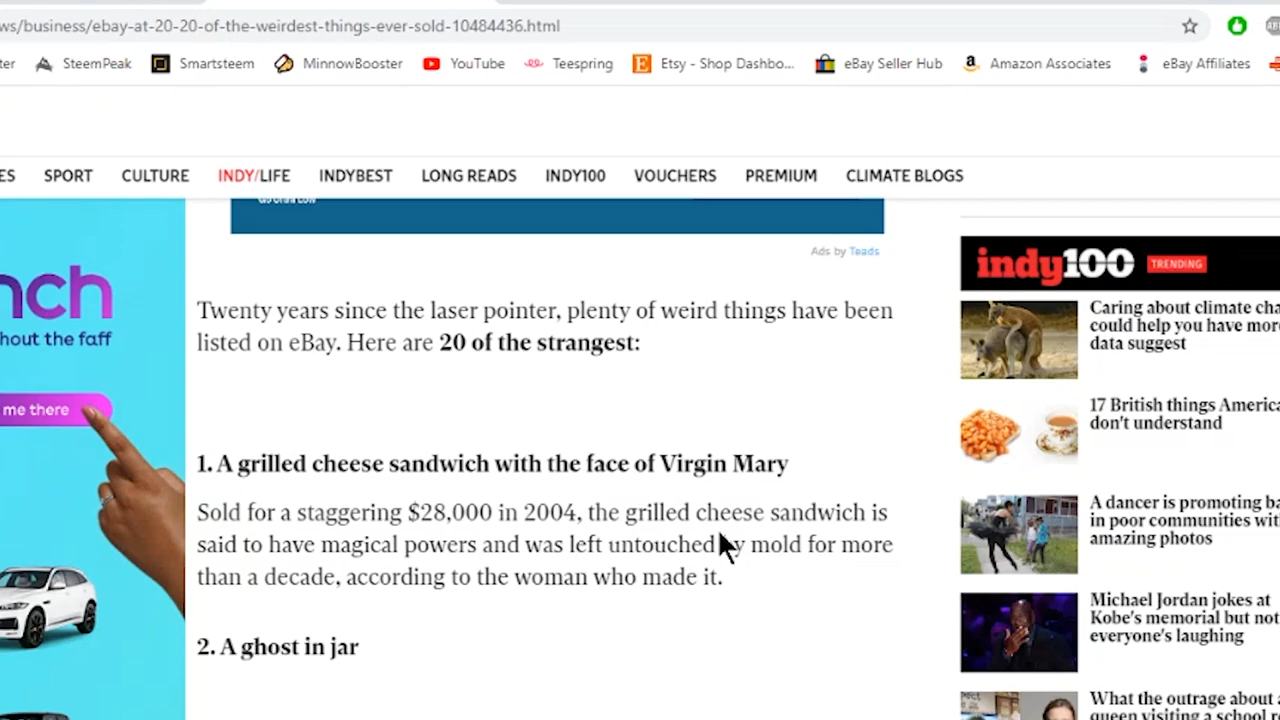 ws/business/ebay-at-20-20-of-the-weirdest-things-ever-sold-10484436.html
ter SteemPeak Smartsteem MinnowBooster YouTube Teespring Etsy - Shop Dashbo... eBay Seller Hub Amazon Associates eBay Affiliates
ES SPORT CULTURE INDY/LIFE INDYBEST LONG READS INDY100 VOUCHERS PREMIUM CLIMATE BLOGS
Ads by Teads
nch
hout the faff
me there
Twenty years since the laser pointer, plenty of weird things have been
listed on eBay. Here are 20 of the strangest:
1. A grilled cheese sandwich with the face of Virgin Mary
Sold for a staggering $28,000 in 2004, the grilled cheese sandwich is
said to have magical powers and was left untouched by mold for more
than a decade, according to the woman who made it.
2. A ghost in jar
indy100 TRENDING
Caring about climate cha
could help you have more
data suggest
17 British things America
don't understand
A dancer is promoting ba
in poor communities wit
amazing photos
Michael Jordan jokes at
Kobe's memorial but not
everyone's laughing
What the outrage about a
queen visiting a school re